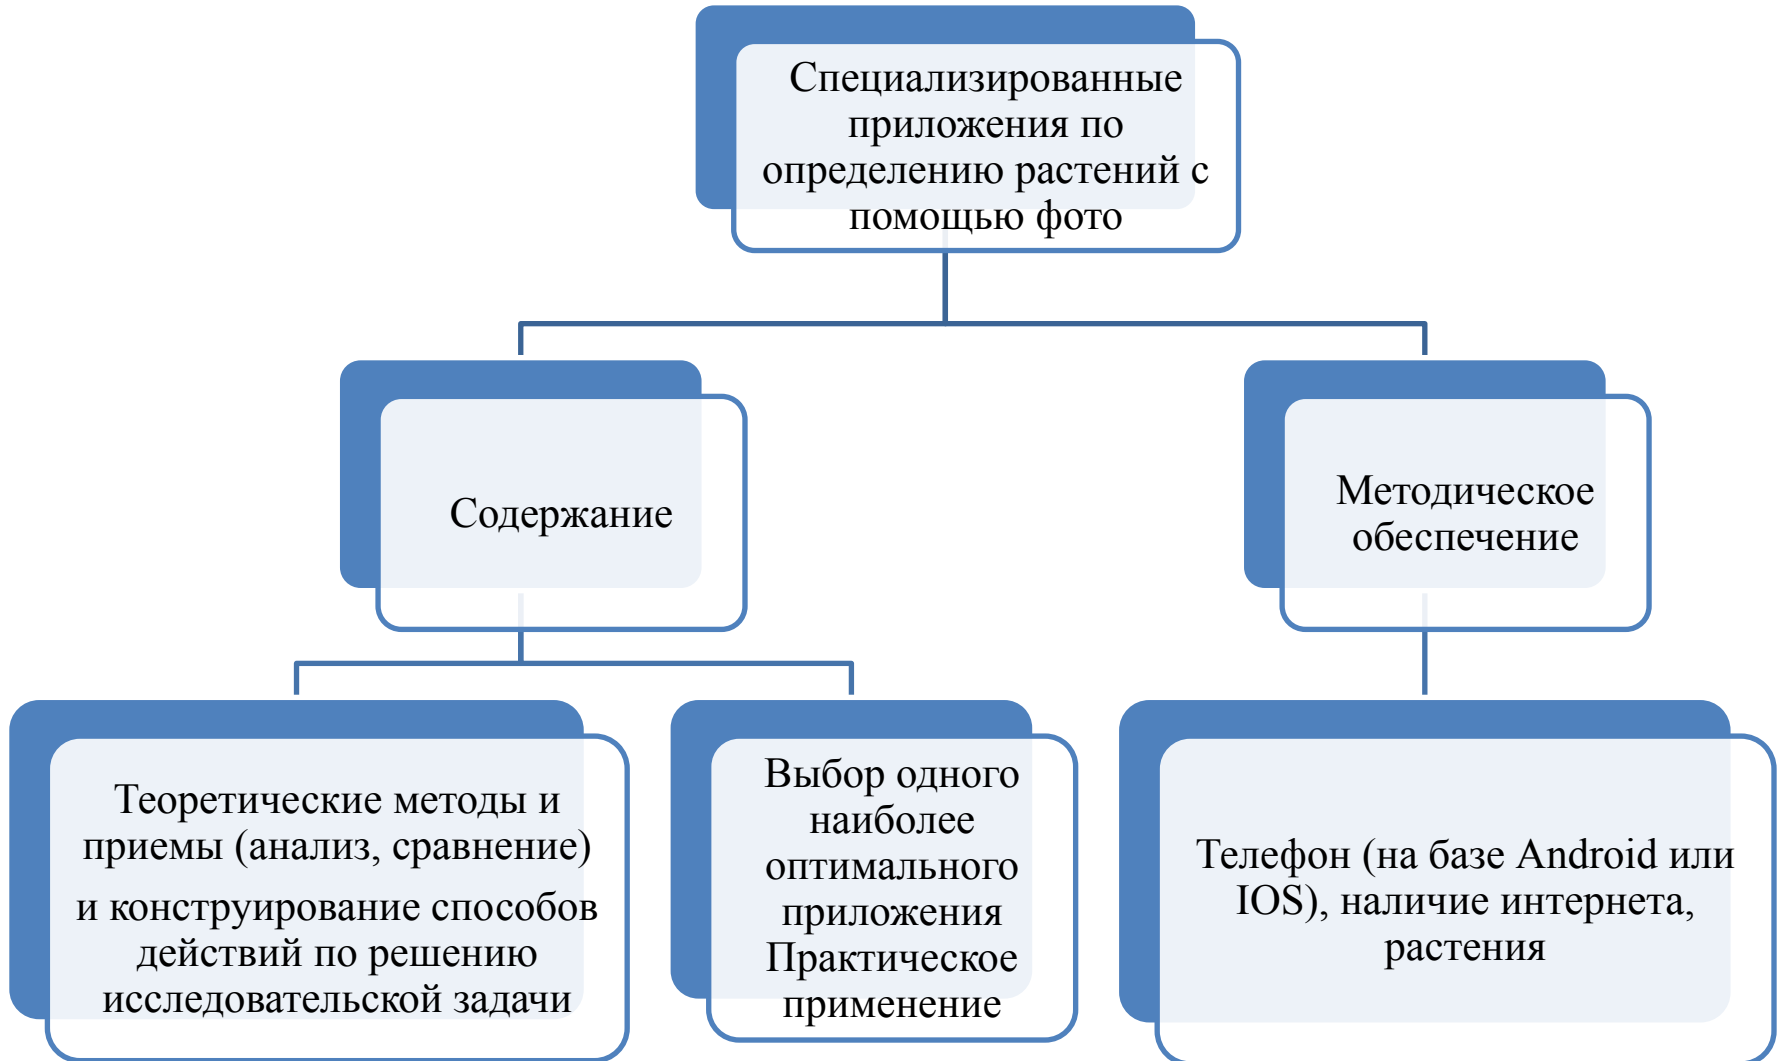 Специализированные
приложения по
определению растений с
помощью фото
Содержание
Методическое
обеспечение
Теоретические методы и
приемы (анализ, сравнение)
и конструирование способов
действий по решению
исследовательской задачи
Выбор одного
наиболее
оптимального
приложения
Практическое
применение
Телефон (на базе Android или
IOS), наличие интернета,
растения